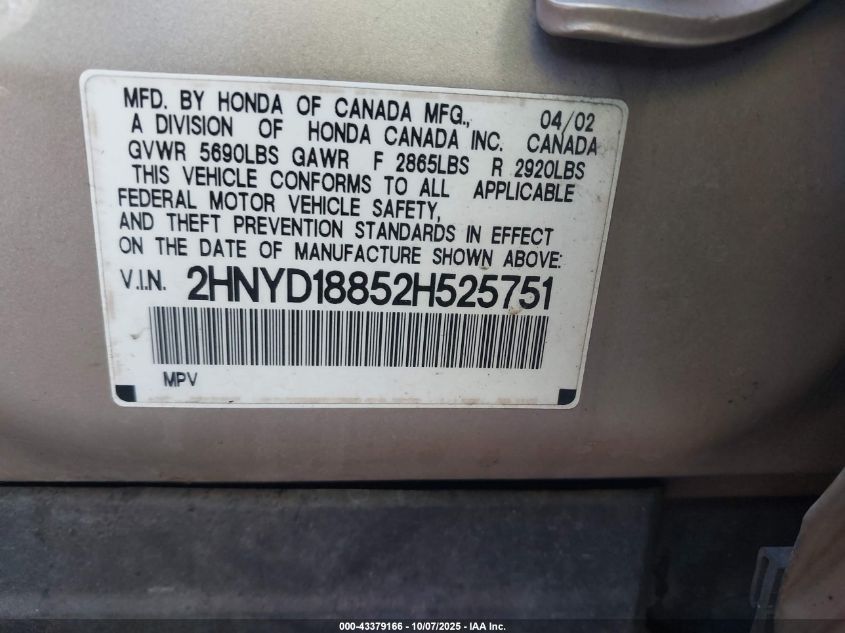 MFD. BY HONDA OF CANADA MFG., 04/02
A DIVISION OF HONDA CANADA INC. CANADA
GVWR 5690LBS GAWR F 2865LBS R 2920LBS
THIS VEHICLE CONFORMS TO ALL APPLICABLE
FEDERAL MOTOR VEHICLE SAFETY,
AND THEFT PREVENTION STANDARDS IN EFFECT
ON THE DATE OF MANUFACTURE SHOWN ABOVE:
V.I.N. 2HNYD18852H525751
MPV
000-43379166 - 10/07/2025 - IAA Inc.